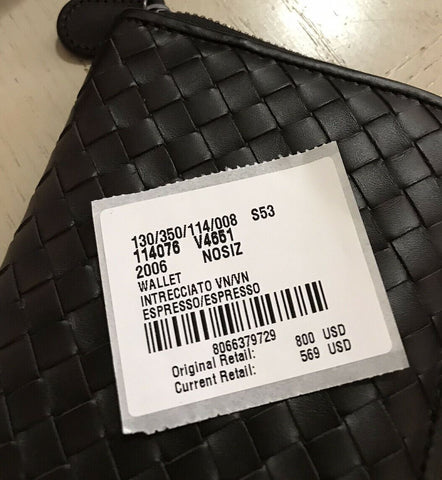 130/350/114/008 S53
114076 V4651
2006 NOSIZ
WALLET
INTRECCIATO VN/VN
ESPRESSO/ESPRESSO
8066379729
Original Retail: 800 USD
Current Retail: 569 USD